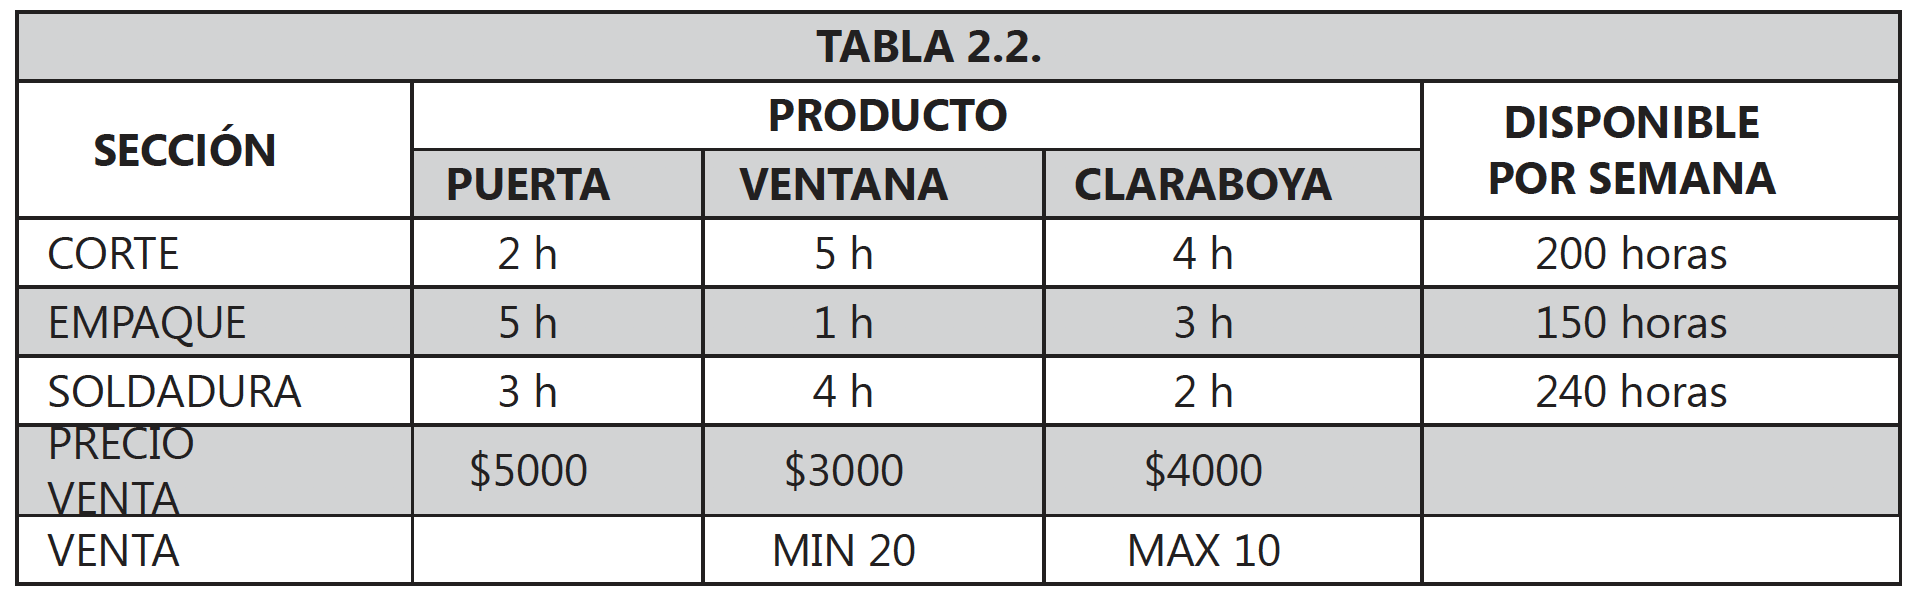 TABLA 2.2.
SECCIÓN
PRODUCTO
DISPONIBLE
POR SEMANA
PUERTA
VENTANA
CLARABOYA
CORTE
2 h
5 h
4 h
200 horas
EMPAQUE
5 h
1 h
3 h
150 horas
SOLDADURA
3 h
4 h
2 h
240 horas
PRECIO
VENTA
$5000
$3000
$4000
VENTA
MIN 20
MAX 10